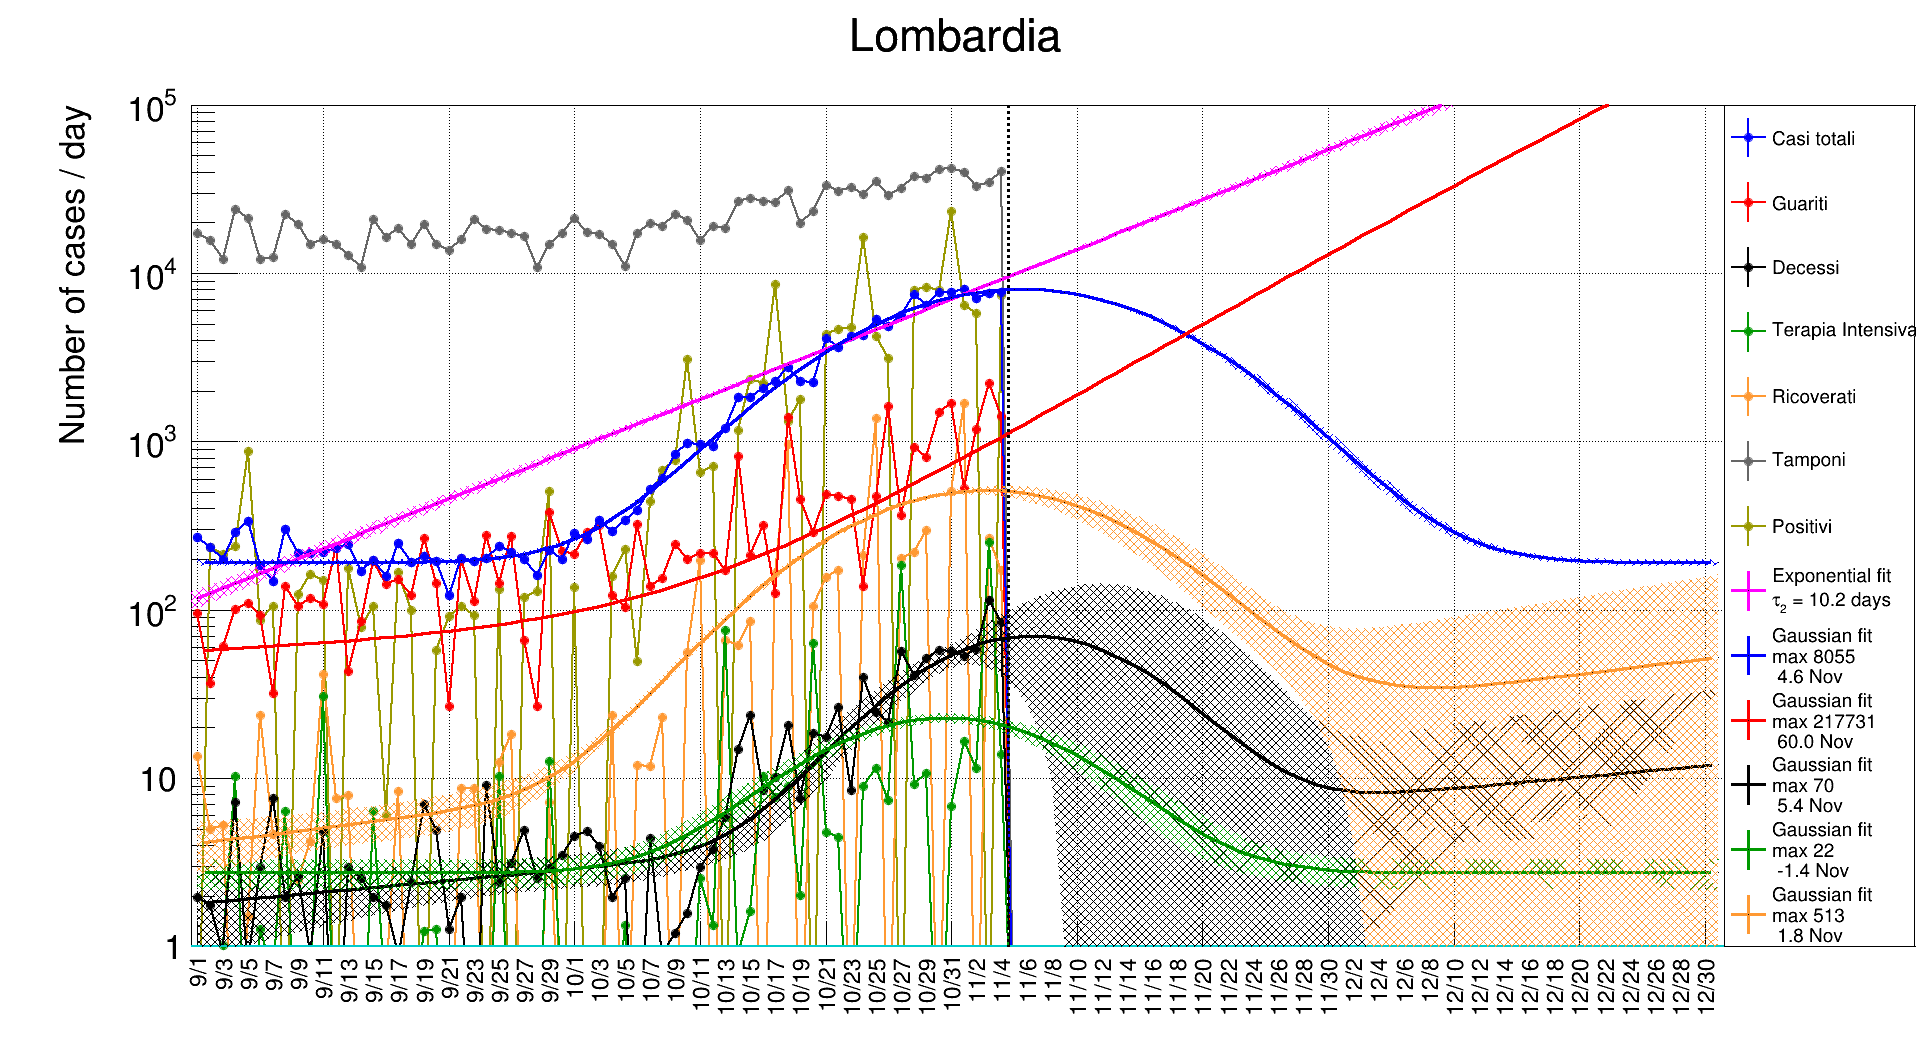 Lombardia
Number of cases / day
10^5
10^4
10^3
10^2
10
1
9/1
9/3
9/5
9/7
9/9
9/11
9/13
9/15
9/17
9/19
9/21
9/23
9/25
9/27
9/29
10/1
10/3
10/5
10/7
10/9
10/11
10/13
10/15
10/17
10/19
10/21
10/23
10/25
10/27
10/29
10/31
11/2
11/4
11/6
11/8
11/10
11/12
11/14
11/16
11/18
11/20
11/22
11/24
11/26
11/28
11/30
12/2
12/4
12/6
12/8
12/10
12/12
12/14
12/16
12/18
12/20
12/22
12/24
12/26
12/28
12/30
Casi totali
Guariti
Decessi
Terapia Intensiva
Ricoverati
Tamponi
Positivi
Exponential fit
τ2 = 10.2 days
Gaussian fit
max 8055
4.6 Nov
Gaussian fit
max 217731
60.0 Nov
Gaussian fit
max 70
5.4 Nov
Gaussian fit
max 22
-1.4 Nov
Gaussian fit
max 513
1.8 Nov